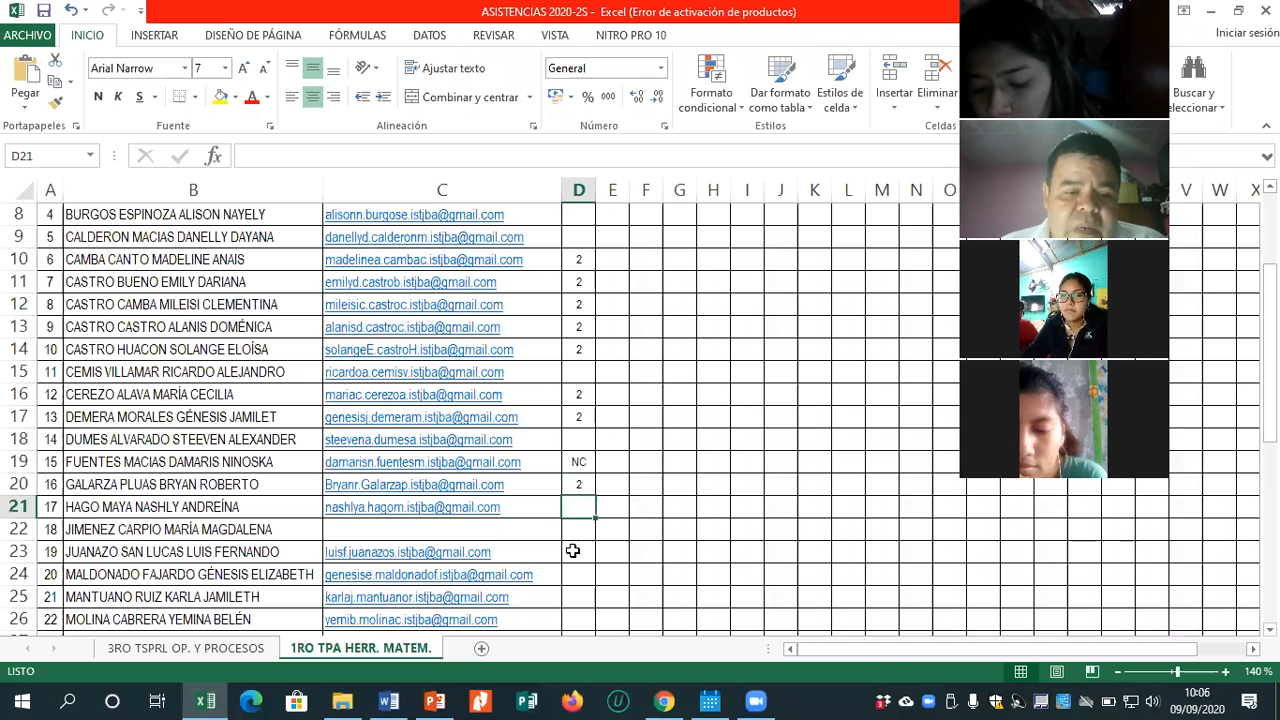 ASISTENCIAS 2020-2S - Excel (Error de activación de productos)
ARCHIVO INICIO INSERTAR DISEÑO DE PÁGINA FÓRMULAS DATOS REVISAR VISTA NITRO PRO 10 Iniciar sesión
Pegar
Arial Narrow 7
N K S
Ajustar texto
Combinar y centrar
General
% 000
Formato condicional
Dar formato como tabla
Estilos de celda
Insertar
Eliminar
Buscar y
seleccionar
Portapapeles Fuente Alineación Número Estilos Celdas
D21
A B C D E F G H I J K L M N O V W X
8 4 BURGOS ESPINOZA ALISON NAYELY alisonn.burgose.istjba@gmail.com
9 5 CALDERON MACIAS DANELLY DAYANA danellyd.calderonm.istjba@gmail.com
10 6 CAMBA CANTO MADELINE ANAIS madelinea.cambac.istjba@gmail.com 2
11 7 CASTRO BUENO EMILY DARIANA emilyd.castrob.istjba@gmail.com 2
12 8 CASTRO CAMBA MILEISI CLEMENTINA mileisic.castroc.istjba@gmail.com 2
13 9 CASTRO CASTRO ALANIS DOMÉNICA alanisd.castroc.istjba@gmail.com 2
14 10 CASTRO HUACON SOLANGE ELOÍSA solangeE.castroH.istjba@gmail.com 2
15 11 CEMIS VILLAMAR RICARDO ALEJANDRO ricardoa.cemisv.istjba@gmail.com
16 12 CEREZO ALAVA MARÍA CECILIA mariac.cerezoa.istjba@gmail.com 2
17 13 DEMERA MORALES GÉNESIS JAMILET genesisj.demeram.istjba@gmail.com 2
18 14 DUMES ALVARADO STEEVEN ALEXANDER steevena.dumesa.istjba@gmail.com
19 15 FUENTES MACIAS DAMARIS NINOSKA damarisn.fuentesm.istjba@gmail.com NC
20 16 GALARZA PLUAS BRYAN ROBERTO Bryanr.Galarzap.istjba@gmail.com 2
21 17 HAGO MAYA NASHLY ANDREÍNA nashlya.hagom.istjba@gmail.com
22 18 JIMENEZ CARPIO MARÍA MAGDALENA
23 19 JUANAZO SAN LUCAS LUIS FERNANDO luisf.juanazos.istjba@gmail.com
24 20 MALDONADO FAJARDO GÉNESIS ELIZABETH genesise.maldonadof.istjba@gmail.com
25 21 MANTUANO RUIZ KARLA JAMILETH karlaj.mantuanor.istjba@gmail.com
26 22 MOLINA CABRERA YEMINA BELÉN yemib.molinac.istjba@gmail.com
3RO TSPRL OP. Y PROCESOS 1RO TPA HERR. MATEM.
LISTO 140 %
10:06
09/09/2020